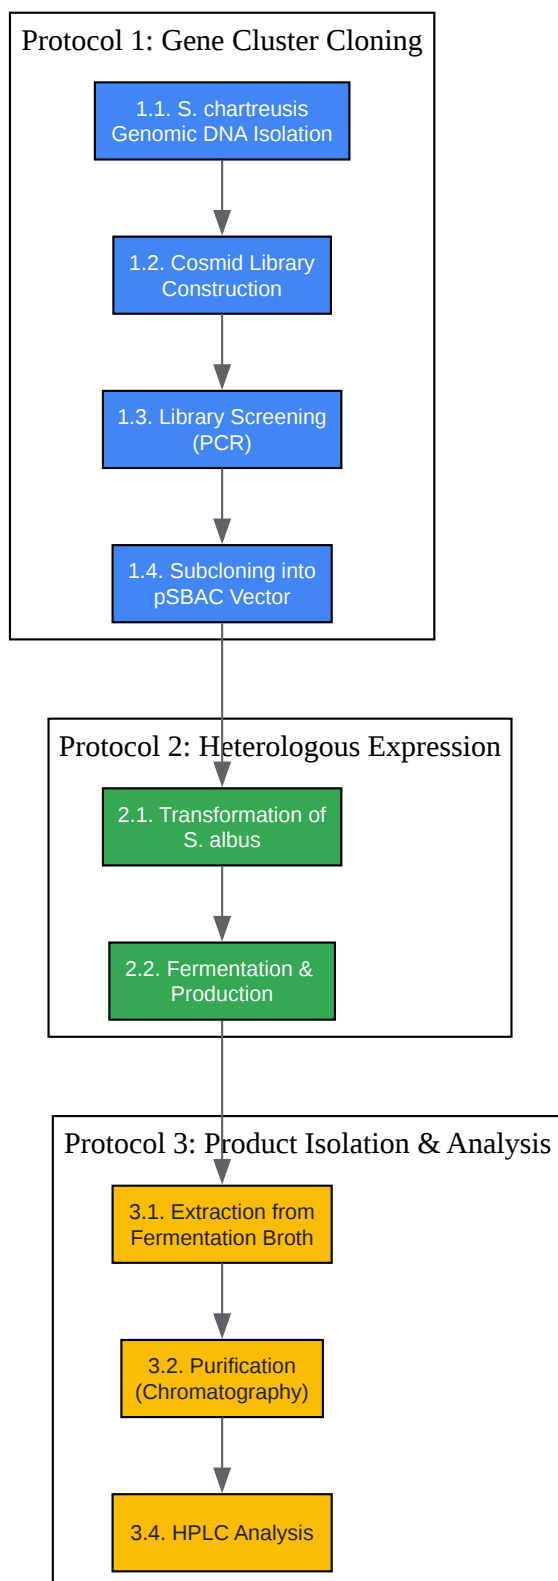 Protocol 1: Gene Cluster Cloning
1.1. S. chartreusis
Genomic DNA Isolation
1.2. Cosmid Library
Construction
1.3. Library Screening
(PCR)
1.4. Subcloning into
pSBAC Vector
Protocol 2: Heterologous Expression
2.1. Transformation of
S. albus
2.2. Fermentation &
Production
Protocol 3: Product Isolation & Analysis
3.1. Extraction from
Fermentation Broth
3.2. Purification
(Chromatography)
3.4. HPLC Analysis